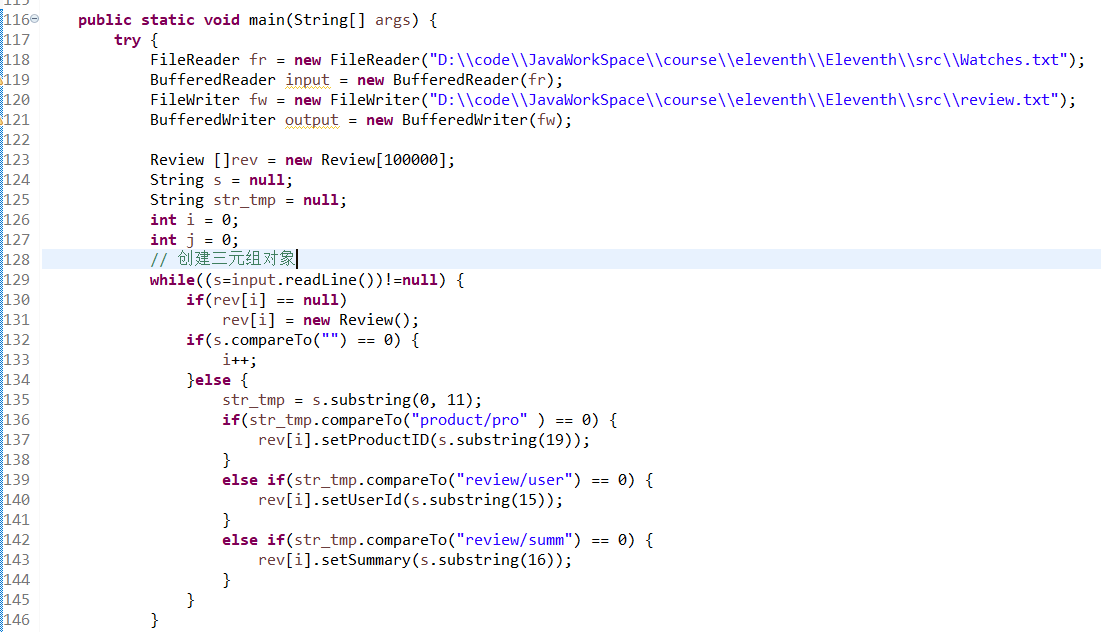 115
116 public static void main(String[] args) {
117 try {
118 FileReader fr = new FileReader("D:\\code\\JavaWorkSpace\\course\\eleventh\\Eleventh\\src\\Watches.txt");
119 BufferedReader input = new BufferedReader(fr);
120 FileWriter fw = new FileWriter("D:\\code\\JavaWorkSpace\\course\\eleventh\\Eleventh\\src\\review.txt");
121 BufferedWriter output = new BufferedWriter(fw);
122
123 Review []rev = new Review[100000];
124 String s = null;
125 String str_tmp = null;
126 int i = 0;
127 int j = 0;
128 // 创建三元组对象
129 while((s=input.readLine())!=null) {
130 if(rev[i] == null)
131 rev[i] = new Review();
132 if(s.compareTo("") == 0) {
133 i++;
134 }else {
135 str_tmp = s.substring(0, 11);
136 if(str_tmp.compareTo("product/pro" ) == 0) {
137 rev[i].setProductID(s.substring(19));
138 }
139 else if(str_tmp.compareTo("review/user") == 0) {
140 rev[i].setUserId(s.substring(15));
141 }
142 else if(str_tmp.compareTo("review/summ") == 0) {
143 rev[i].setSummary(s.substring(16));
144 }
145 }
146 }